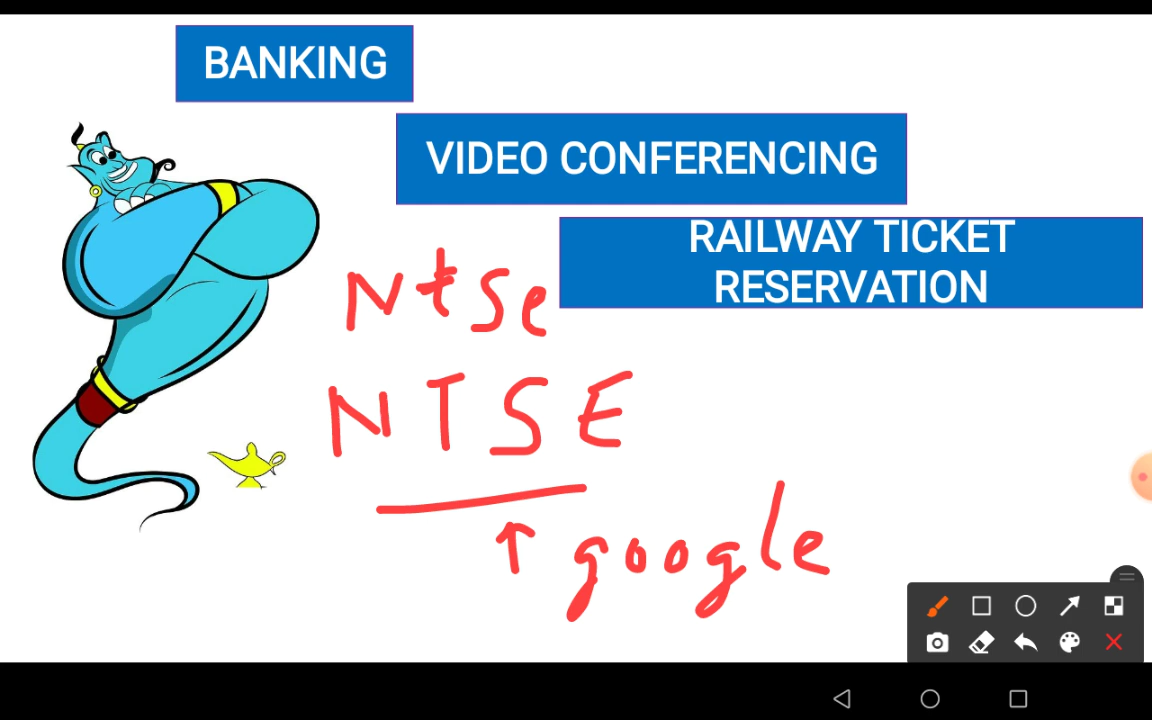 BANKING
VIDEO CONFERENCING
RAILWAY TICKET
RESERVATION
NtSe
NTSE
↑ google